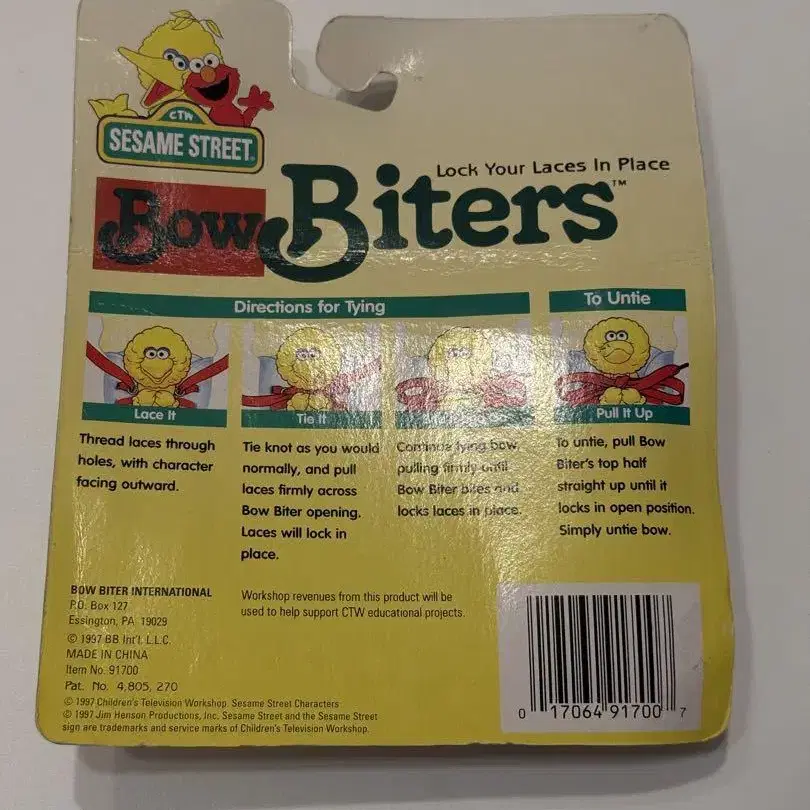 CTW
SESAME STREET
Lock Your Laces In Place
Bow Biters™
Directions for Tying
To Untie
Lace It
Tie It
Pull It Up
Thread laces through
holes, with character
facing outward.
Tie knot as you would
normally, and pull
laces firmly across
Bow Biter opening.
Laces will lock in
place.
Continue tying bow,
pulling firmly until
Bow Biter bites and
locks laces in place.
To untie, pull Bow
Biter's top half
straight up until it
locks in open position.
Simply untie bow.
BOW BITER INTERNATIONAL
P.O. Box 127
Essington, PA 19029
© 1997 BB Int'l. L.L.C.
MADE IN CHINA
Item No. 91700
Pat. No. 4,805, 270
© 1997 Children's Television Workshop. Sesame Street Characters
© 1997 Jim Henson Productions, Inc. Sesame Street and the Sesame Street
sign are trademarks and service marks of Children's Television Workshop.
Workshop revenues from this product will be
used to help support CTW educational projects.
0 17064 91700 7